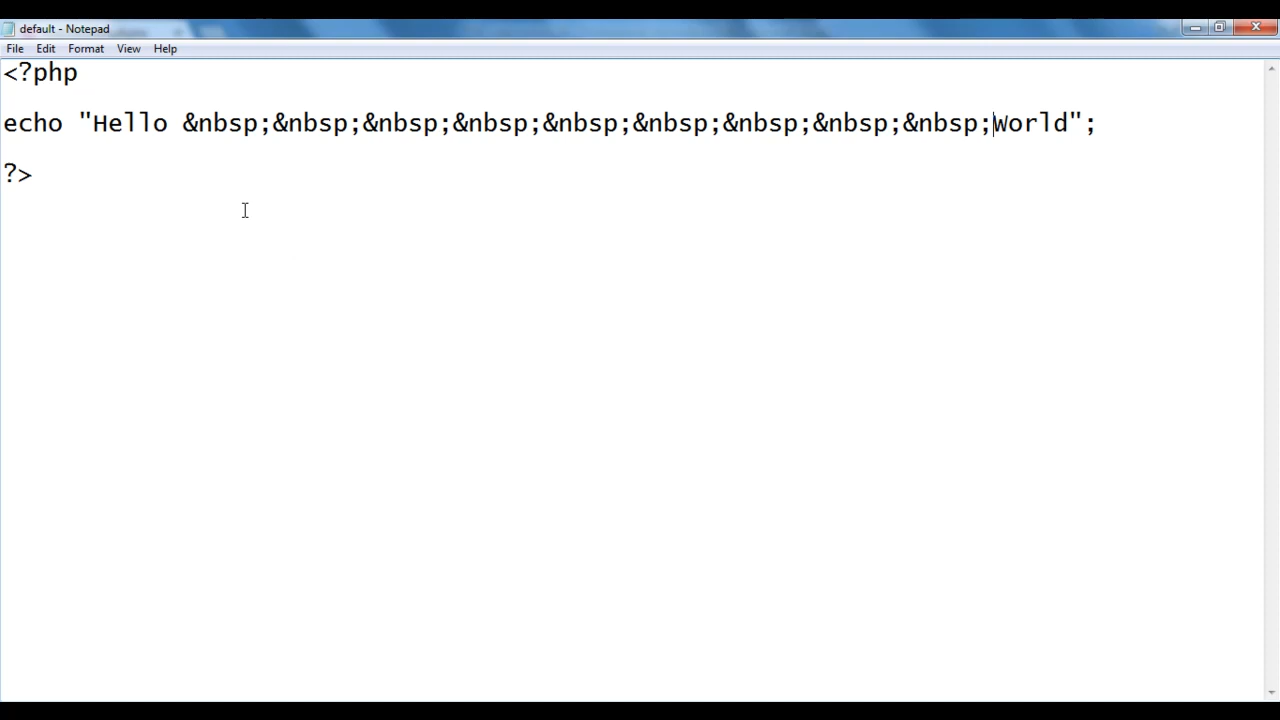 default - Notepad
File Edit Format View Help
<?php
echo "Hello &nbsp;&nbsp;&nbsp;&nbsp;&nbsp;&nbsp;&nbsp;&nbsp;&nbsp;World";
?>